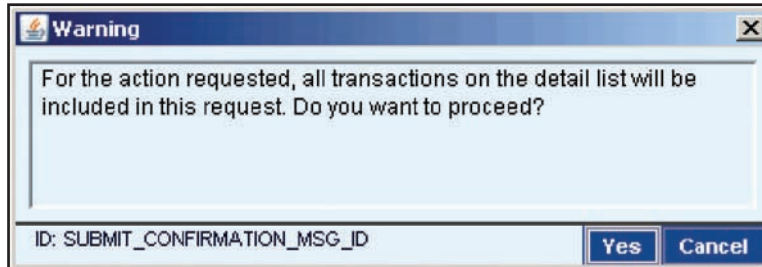 Warning
For the action requested, all transactions on the detail list will be
included in this request. Do you want to proceed?
ID: SUBMIT_CONFIRMATION_MSG_ID
Yes
Cancel